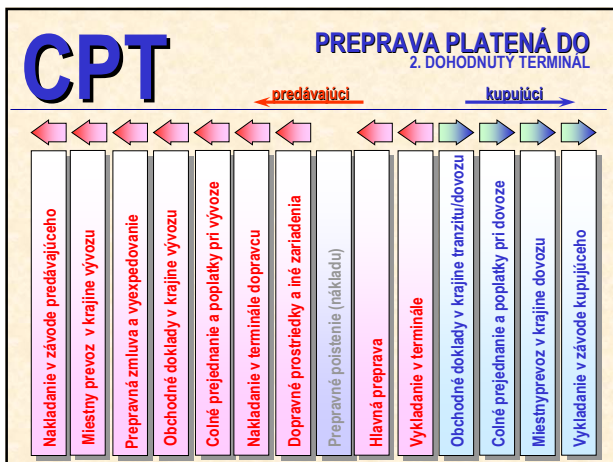 CPT
PREPRAVA PLATENÁ DO
2. DOHODNUTÝ TERMINÁL
predávajúci
kupujúci
Nakladanie v závode predávajúceho
Miestny prevoz v krajine vývozu
Prepravná zmluva a vyexpedovanie
Obchodné doklady v krajine vývozu
Colné prejednanie a poplatky pri vývoze
Nakladanie v terminále dopravcu
Dopravné prostriedky a iné zariadenia
Prepravné poistenie (nákladu)
Hlavná preprava
Vykladanie v terminále
Obchodné doklady v krajine tranzitu/dovozu
Colné prejednanie a poplatky pri dovoze
Miestnyprevoz v krajine dovozu
Vykladanie v závode kupujúceho